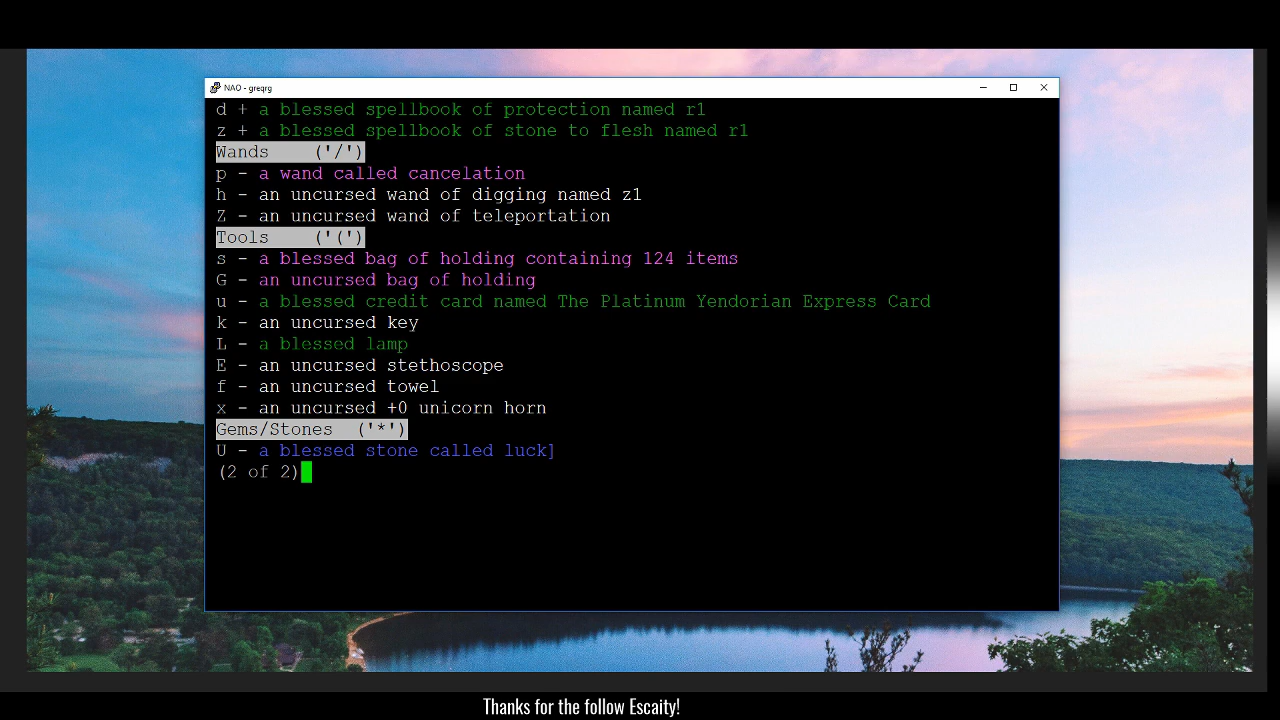 NAO - greqrg
d + a blessed spellbook of protection named r1
z + a blessed spellbook of stone to flesh named r1
Wands    ('/')
p - a wand called cancelation
h - an uncursed wand of digging named z1
Z - an uncursed wand of teleportation
Tools    ('(')
s - a blessed bag of holding containing 124 items
G - an uncursed bag of holding
u - a blessed credit card named The Platinum Yendorian Express Card
k - an uncursed key
L - a blessed lamp
E - an uncursed stethoscope
f - an uncursed towel
x - an uncursed +0 unicorn horn
Gems/Stones  ('*')
U - a blessed stone called luck]
(2 of 2)
Thanks for the follow Escaity!